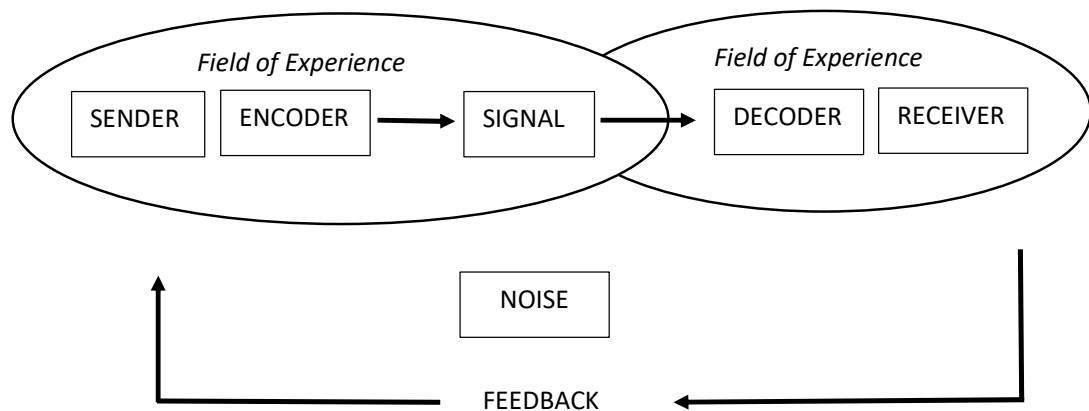 Field of Experience
Field of Experience
SENDER
ENCODER
SIGNAL
DECODER
RECEIVER
NOISE
FEEDBACK